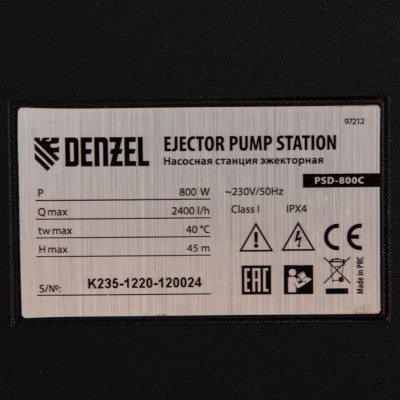 97212
DENZEL
EJECTOR PUMP STATION
Насосная станция эжекторная
PSD-800C
P 800 W ~230V/50Hz
Q max 2400 l/h Class I IPX4
tw max 40 °C
H max 45 m
CE
EAC
Made in PRC
S/№: K235-1220-120024